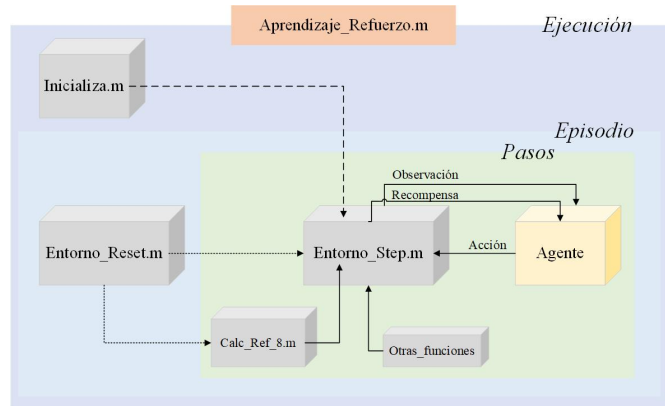 Aprendizaje_Refuerzo.m
Ejecución
Inicializa.m
Episodio
Pasos
Observación
Recompensa
Entorno_Reset.m
Entorno_Step.m
Acción
Agente
Calc_Ref_8.m
Otras_funciones